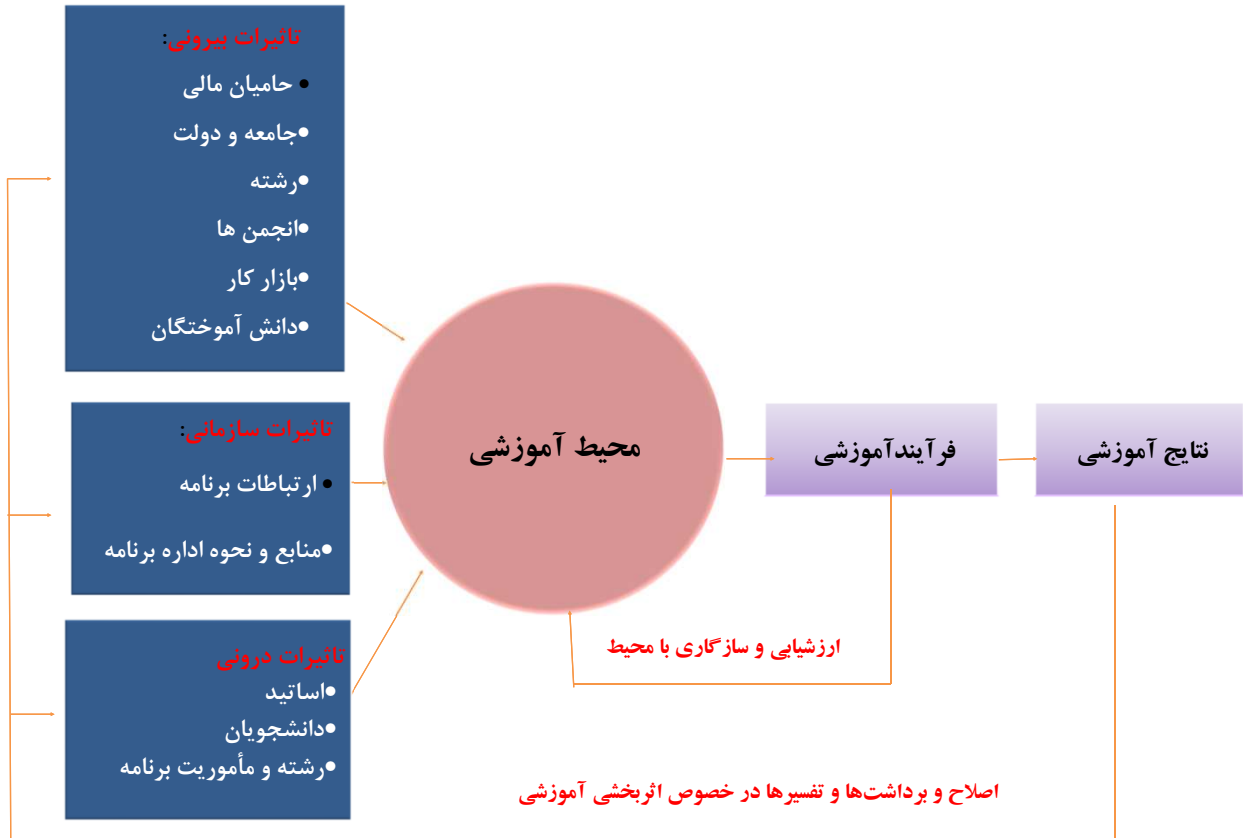 تاثیرات بیرونی:
• حامیان مالی
•جامعه و دولت
•رشته
•انجمن ها
•بازار کار
•دانش آموختگان
تاثیرات سازمانی:
• ارتباطات برنامه
•منابع و نحوه اداره برنامه
تاثیرات درونی
•اساتید
•دانشجویان
•رشته و مأموریت برنامه
محیط آموزشی
فرآیندآموزشی
نتایج آموزشی
ارزشیابی و سازگاری با محیط
اصلاح و برداشت‌ها و تفسیرها در خصوص اثربخشی آموزشی